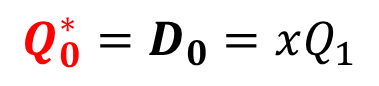 Q₀* = D₀ = xQ₁